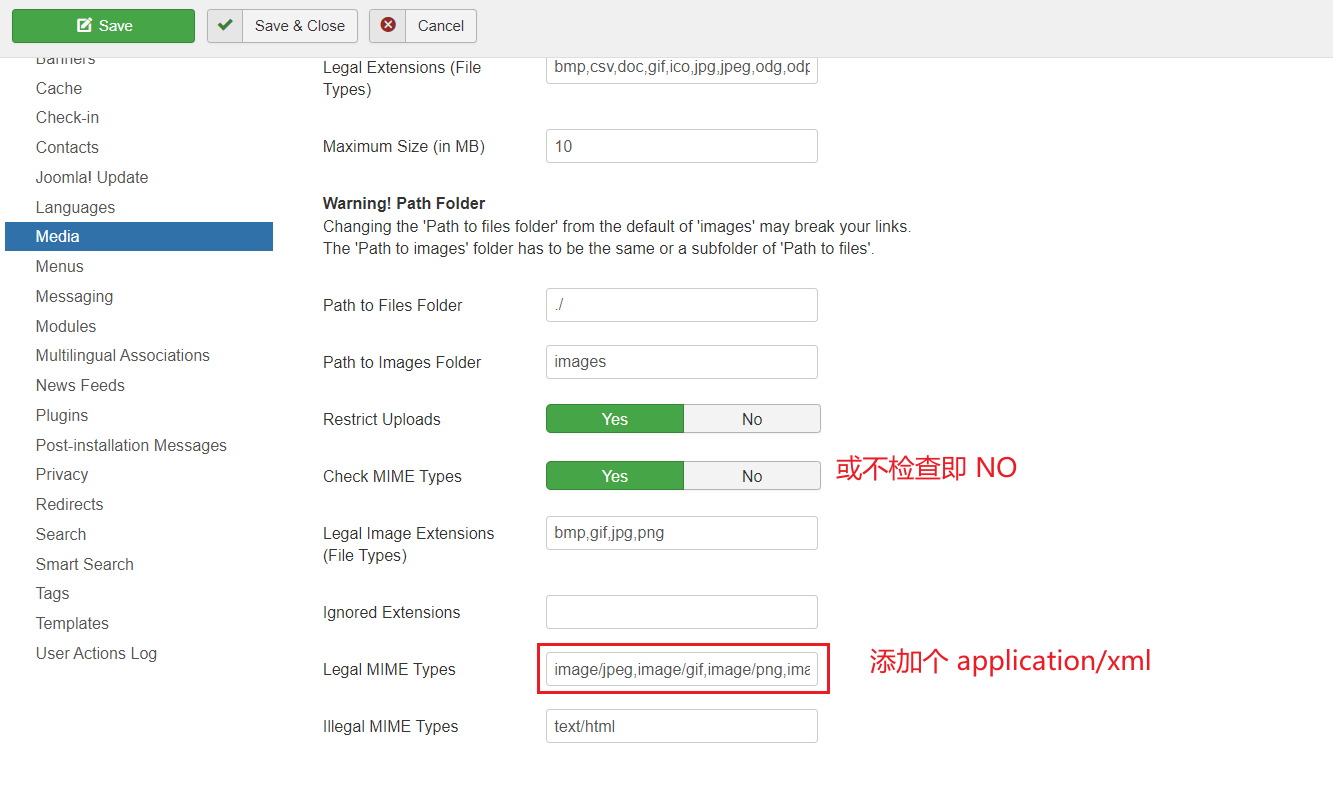 Save
Save & Close
Cancel
Banners
Cache
Check-in
Contacts
Joomla! Update
Languages
Media
Menus
Messaging
Modules
Multilingual Associations
News Feeds
Plugins
Post-installation Messages
Privacy
Redirects
Search
Smart Search
Tags
Templates
User Actions Log
Legal Extensions (File
Types)
bmp,csv,doc,gif,ico,jpg,jpeg,odg,odp
Maximum Size (in MB)
10
Warning! Path Folder
Changing the 'Path to files folder' from the default of 'images' may break your links.
The 'Path to images' folder has to be the same or a subfolder of 'Path to files'.
Path to Files Folder
./
Path to Images Folder
images
Restrict Uploads
Yes
No
Check MIME Types
Yes
No
或不检查即 NO
Legal Image Extensions
(File Types)
bmp,gif,jpg,png
Ignored Extensions
Legal MIME Types
image/jpeg,image/gif,image/png,ima
添加个 application/xml
Illegal MIME Types
text/html